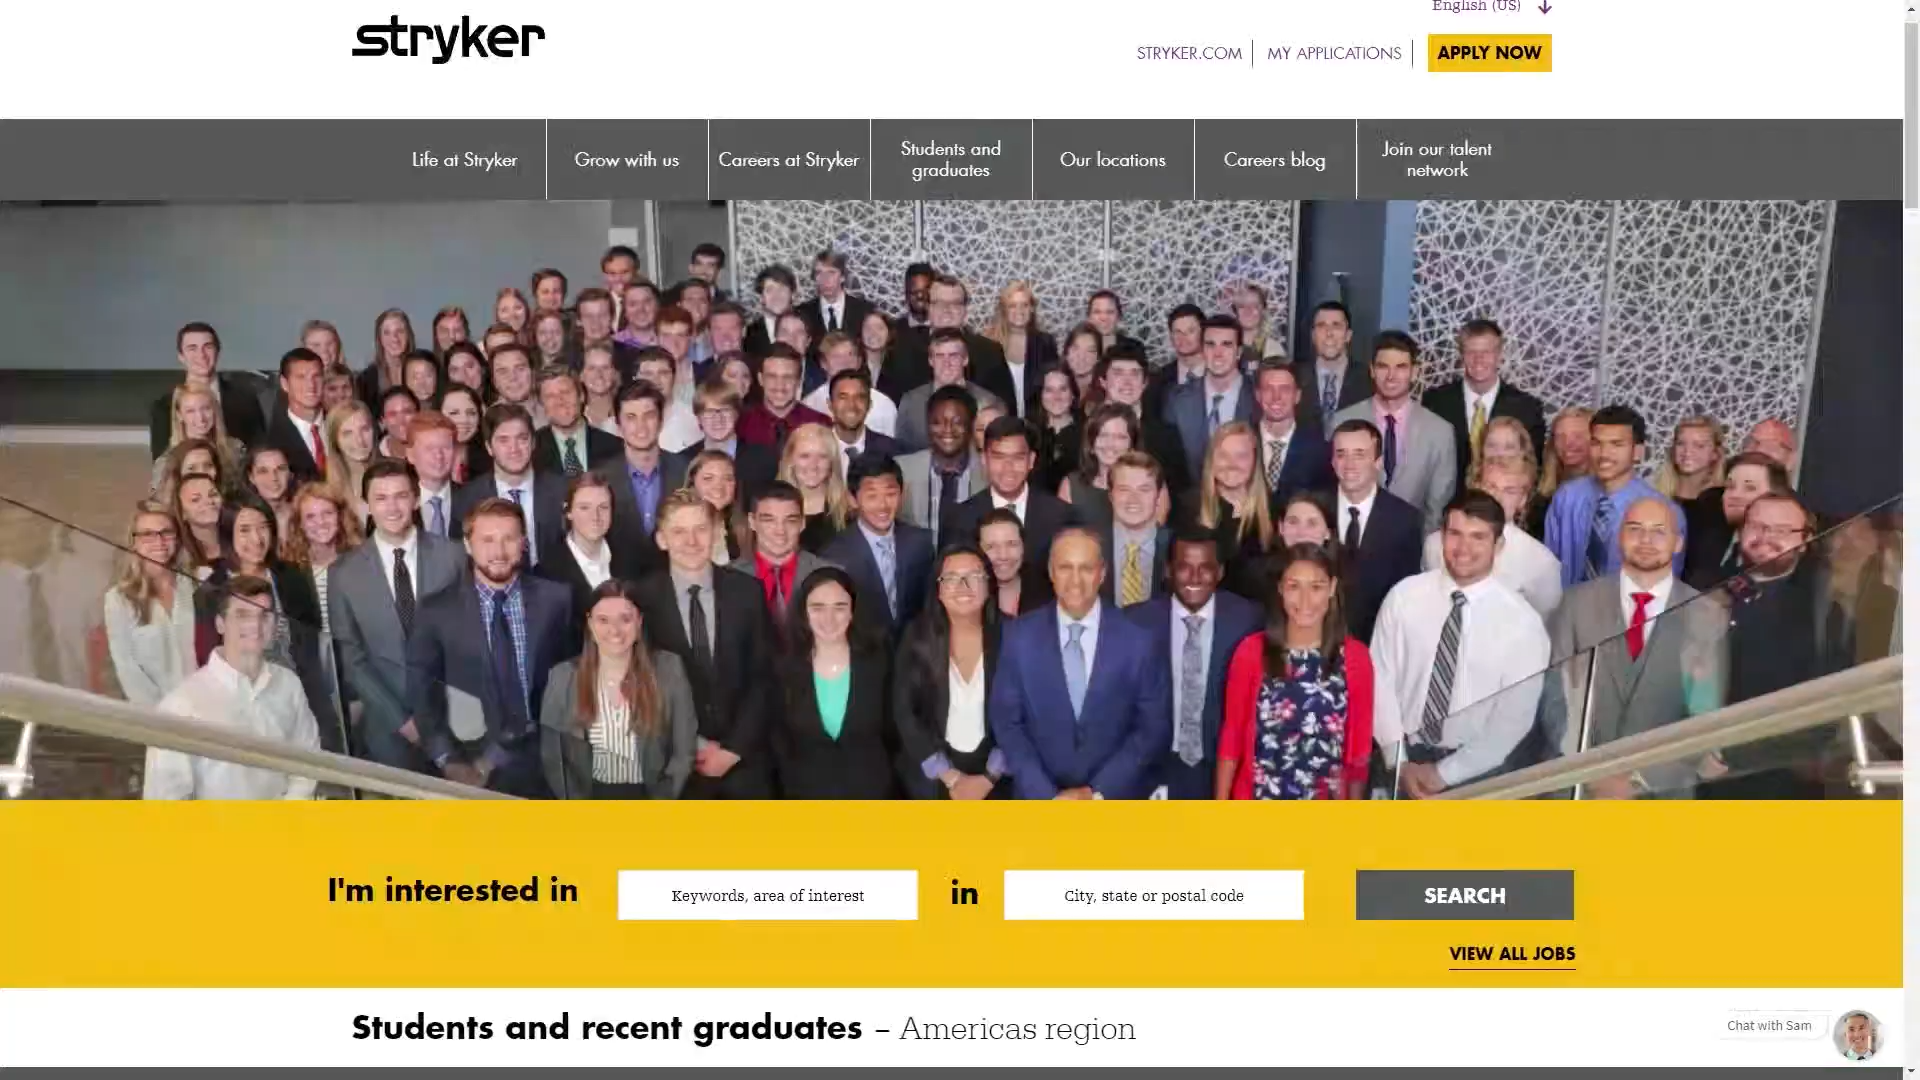 English (US)
stryker
STRYKER.COM
MY APPLICATIONS
APPLY NOW
Life at Stryker
Grow with us
Careers at Stryker
Students and
graduates
Our locations
Careers blog
Join our talent
network
I'm interested in
Keywords, area of interest
in
City, state or postal code
SEARCH
VIEW ALL JOBS
Students and recent graduates – Americas region
Chat with Sam